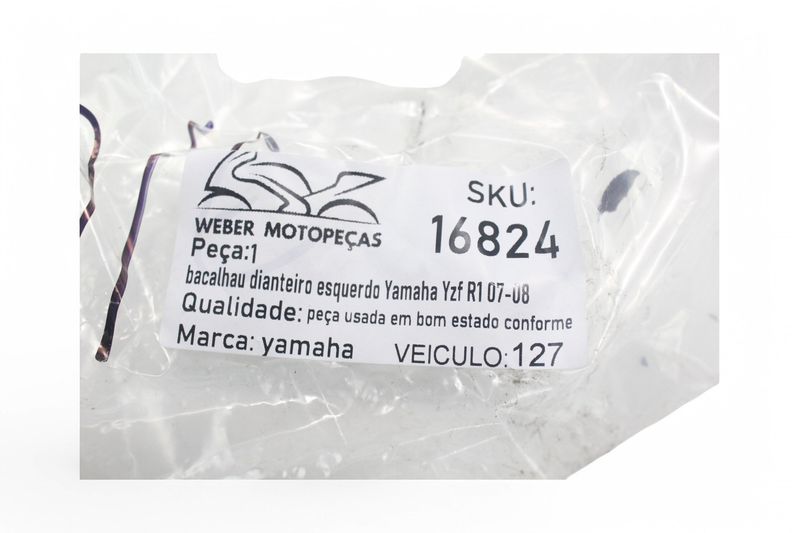 WEBER MOTOPEÇAS
SKU:
16824
Peça:1
bacalhau dianteiro esquerdo Yamaha Yzf R1 07-08
Qualidade: peça usada em bom estado conforme
Marca: yamaha
VEICULO:127